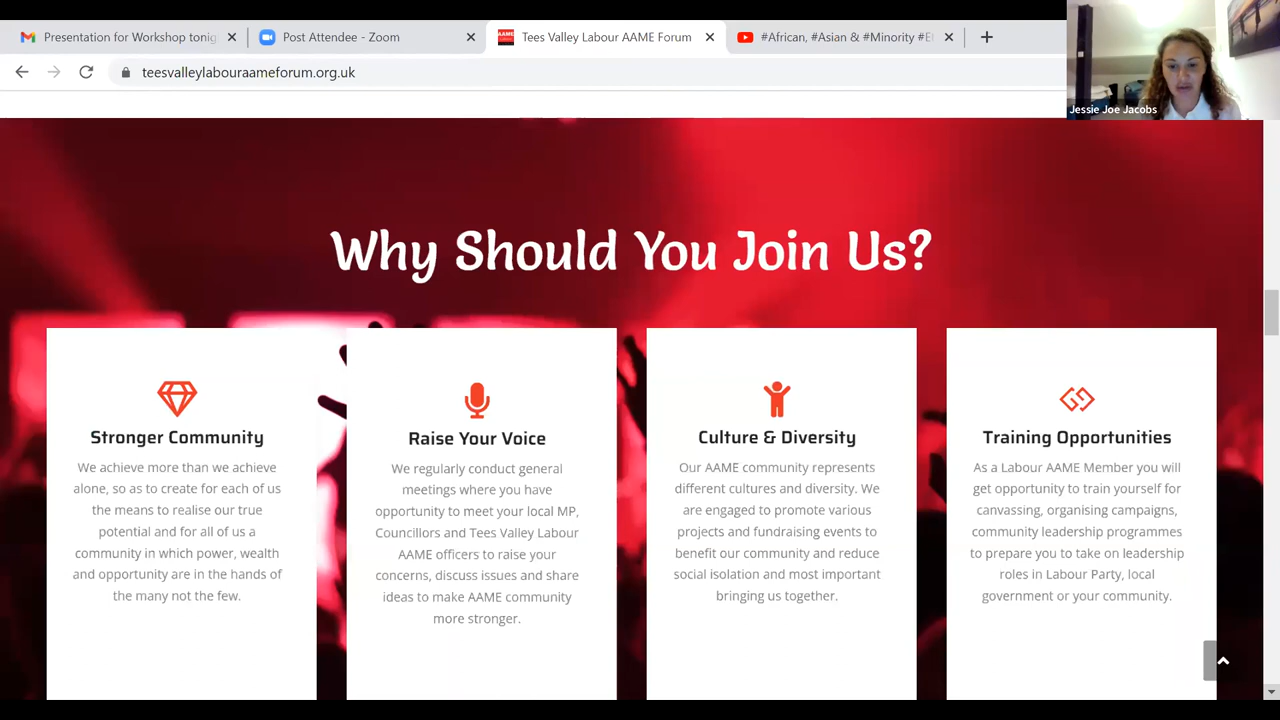 Presentation for Workshop tonig
Post Attendee - Zoom
AAME
Tees Valley Labour AAME Forum
#African, #Asian & #Minority #E
teesvalleylabouraameforum.org.uk
Jessie Joe Jacobs
Why Should You Join Us?
Stronger Community
We achieve more than we achieve
alone, so as to create for each of us
the means to realise our true
potential and for all of us a
community in which power, wealth
and opportunity are in the hands of
the many not the few.
Raise Your Voice
We regularly conduct general
meetings where you have
opportunity to meet your local MP,
Councillors and Tees Valley Labour
AAME officers to raise your
concerns, discuss issues and share
ideas to make AAME community
more stronger.
Culture & Diversity
Our AAME community represents
different cultures and diversity. We
are engaged to promote various
projects and fundraising events to
benefit our community and reduce
social isolation and most important
bringing us together.
Training Opportunities
As a Labour AAME Member you will
get opportunity to train yourself for
canvassing, organising campaigns,
community leadership programmes
to prepare you to take on leadership
roles in Labour Party, local
government or your community.